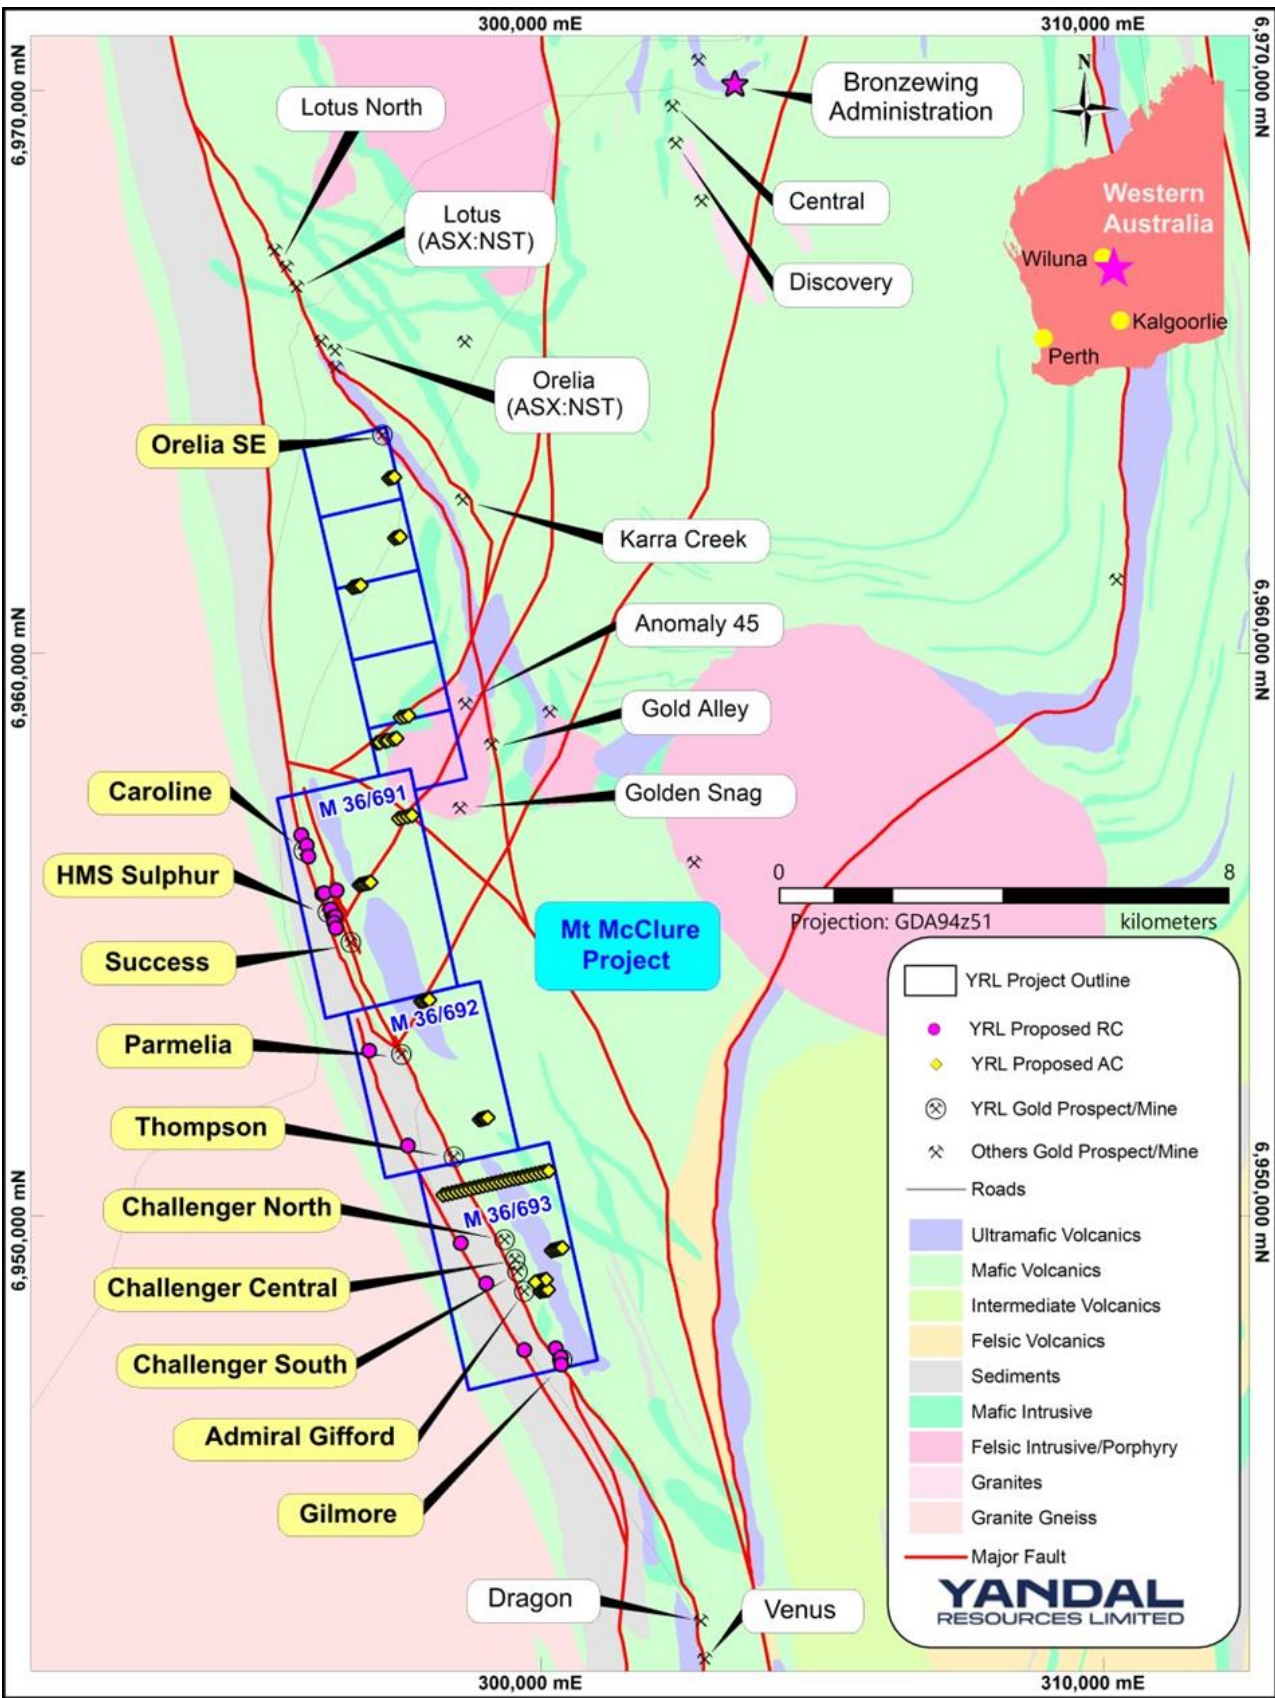 300,000 mE
310,000 mE
6,970,000 mN
6,970,000 mN
N
Lotus North
Bronzewing
Administration
Lotus
(ASX:NST)
Central
Western
Australia
Wiluna
Discovery
Kalgoorlie
Perth
Orelia
(ASX:NST)
Orelia SE
Karra Creek
Anomaly 45
6,960,000 mN
6,960,000 mN
Gold Alley
Caroline
M 36/691
Golden Snag
HMS Sulphur
0
8
Projection: GDA94z51
kilometers
Mt McClure
Project
Success
YRL Project Outline
M 36/692
YRL Proposed RC
Parmelia
YRL Proposed AC
Thompson
YRL Gold Prospect/Mine
Others Gold Prospect/Mine
Roads
6,950,000 mN
6,950,000 mN
Challenger North
M 36/693
Ultramafic Volcanics
Mafic Volcanics
Challenger Central
Intermediate Volcanics
Felsic Volcanics
Challenger South
Sediments
Mafic Intrusive
Admiral Gifford
Felsic Intrusive/Porphyry
Granites
Gilmore
Granite Gneiss
Major Fault
YANDAL
RESOURCES LIMITED
Dragon
Venus
300,000 mE
310,000 mE